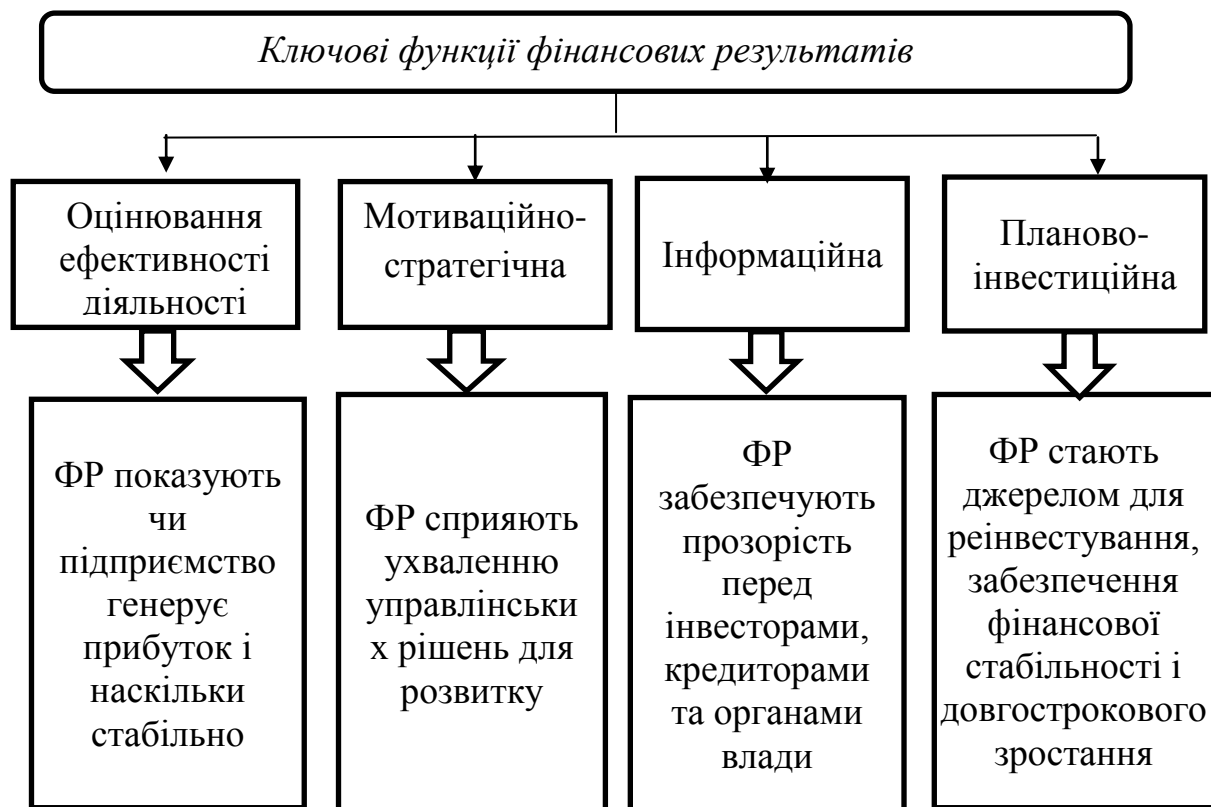 Ключові функції фінансових результатів
Оцінювання
ефективності
діяльності
Мотиваційно-
стратегічна
Інформаційна
Планово-
інвестиційна
ФР показують
чи
підприємство
генерує
прибуток і
наскільки
стабільно
ФР сприяють
ухваленню
управлінськи
х рішень для
розвитку
ФР
забезпечують
прозорість
перед
інвесторами,
кредиторами
та органами
влади
ФР стають
джерелом для
реінвестування,
забезпечення
фінансової
стабільності і
довгострокового
зростання